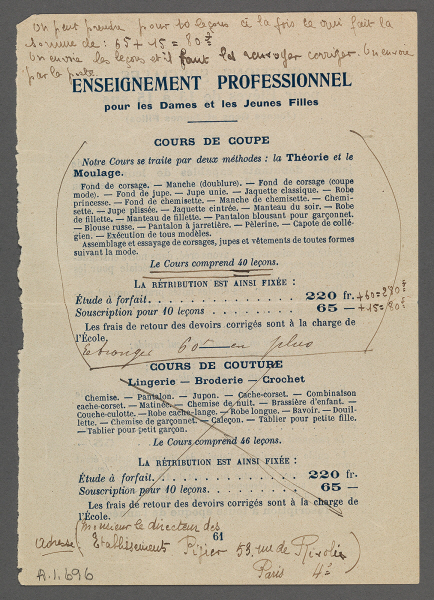 On peut prendre pour 10 leçons à la fois ce qui fait la
somme de : 65 + 15 = 80 f
On envoie les leçons et il faut les renvoyer corriger. On envoie
par la poste.
ENSEIGNEMENT PROFESSIONNEL
pour les Dames et les Jeunes Filles
COURS DE COUPE
Notre Cours se traite par deux méthodes : la Théorie et le
Moulage.
Fond de corsage. — Manche (doublure). — Fond de corsage (coupe
mode). — Fond de jupe. — Jupe unie. — Jaquette classique. — Robe
princesse. — Fond de chemisette. — Manche de chemisette. — Chemi-
sette. — Jupe plissée. — Jaquette cintrée. — Manteau du soir. — Robe
de fillette. — Manteau de fillette. — Pantalon blousant pour garçonnet.
— Blouse russe. — Pantalon à jarretière. — Pèlerine. — Capote de collé-
gien. — Exécution de tous modèles.
Assemblage et essayage de corsages, jupes et vêtements de toutes formes
suivant la mode.
Le Cours comprend 40 leçons.
LA RÉTRIBUTION EST AINSI FIXÉE :
Étude à forfait. . . . . . . . . . . . . . 220 fr. + 60 = 280 f
Souscription pour 10 leçons . . . . . . . . 65 — + 15 = 80 f
Les frais de retour des devoirs corrigés sont à la charge de
l'École.
Etranger 60 en plus
COURS DE COUTURE
Lingerie — Broderie — Crochet
Chemise. — Pantalon. — Jupon. — Cache-corset. — Combinaison
cache-corset. — Matinée. — Chemise de nuit. — Brassière d'enfant. —
Couche-culotte. — Robe cache-lange. — Robe longue. — Bavoir. — Douil-
lette. — Chemise de garçonnet. — Caleçon. — Tablier pour petite fille.
— Tablier pour petit garçon.
Le Cours comprend 46 leçons.
LA RÉTRIBUTION EST AINSI FIXÉE :
Étude à forfait. . . . . . . . . . . . . . 220 fr.
Souscription pour 10 leçons. . . . . . . . 65 —
Les frais de retour des devoirs corrigés sont à la charge de
l'École.
61
(Monsieur le directeur des
adresse (Etablissements Pigier 53, rue de Rivoli
Paris 4e)
A.1.696